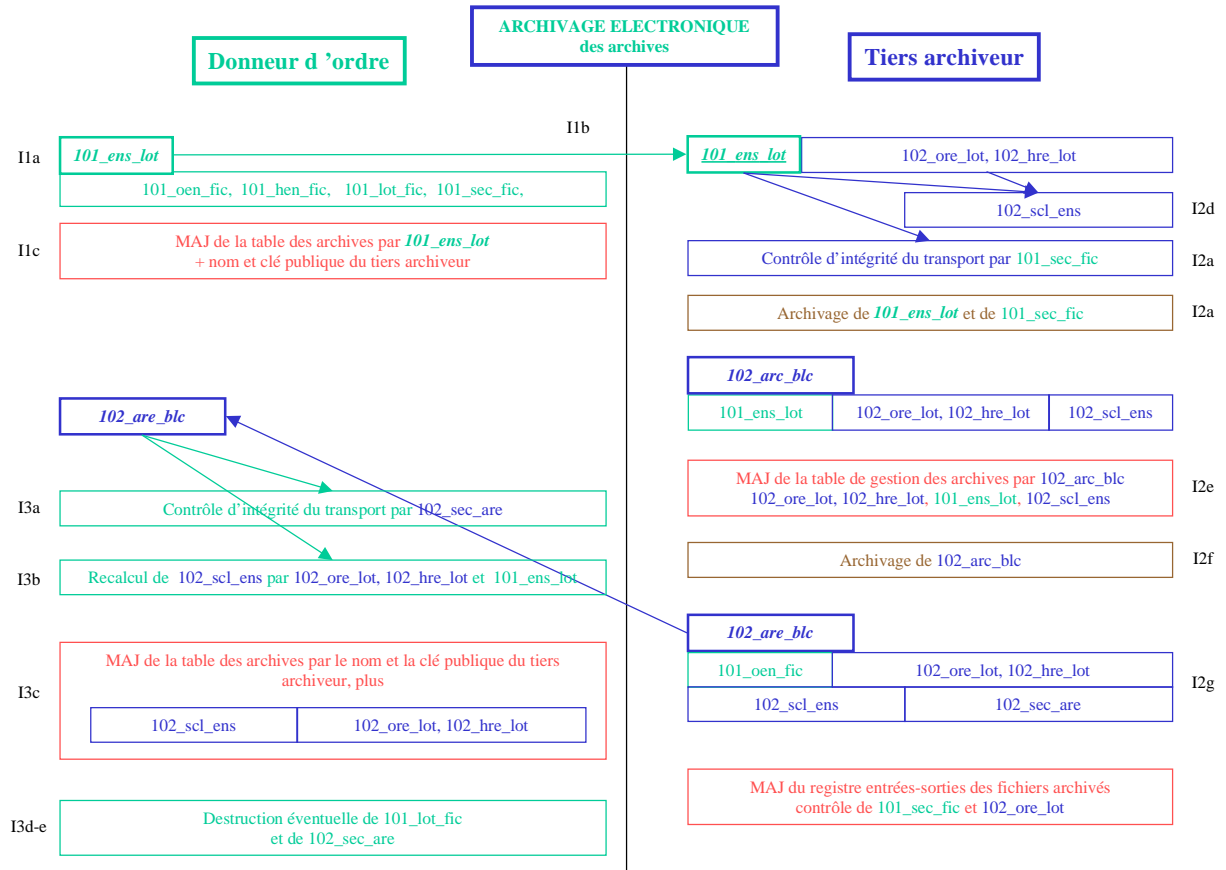 ARCHIVAGE ELECTRONIQUE
des archives
Donneur d ’ordre
Tiers archiveur
I1b
I1a
101_ens_lot
101_oen_fic, 101_hen_fic, 101_lot_fic, 101_sec_fic,
I1c
MAJ de la table des archives par 101_ens_lot
+ nom et clé publique du tiers archiveur
102_are_blc
I3a
Contrôle d’intégrité du transport par 102_sec_are
I3b
Recalcul de 102_scl_ens par 102_ore_lot, 102_hre_lot et 101_ens_lot
I3c
MAJ de la table des archives par le nom et la clé publique du tiers
archiveur, plus
102_scl_ens
102_ore_lot, 102_hre_lot
I3d-e
Destruction éventuelle de 101_lot_fic
et de 102_sec_are
101_ens_lot
102_ore_lot, 102_hre_lot
102_scl_ens
I2d
Contrôle d’intégrité du transport par 101_sec_fic
I2a
Archivage de 101_ens_lot et de 101_sec_fic
I2a
102_arc_blc
101_ens_lot
102_ore_lot, 102_hre_lot
102_scl_ens
MAJ de la table de gestion des archives par 102_arc_blc
102_ore_lot, 102_hre_lot, 101_ens_lot, 102_scl_ens
I2e
Archivage de 102_arc_blc
I2f
102_are_blc
101_oen_fic
102_ore_lot, 102_hre_lot
I2g
102_scl_ens
102_sec_are
MAJ du registre entrées-sorties des fichiers archivés
contrôle de 101_sec_fic et 102_ore_lot